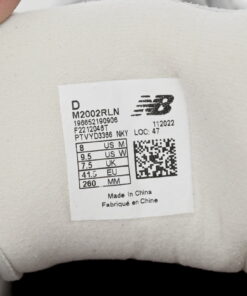 D
M2002RLN
196652190906
F2212048T 112022
PTVYD3386 NKY LOC: 47
8 US M
9.5 US W
7.5 UK
41.5 EU
260 MM
Made in China
Fabriqué en Chine